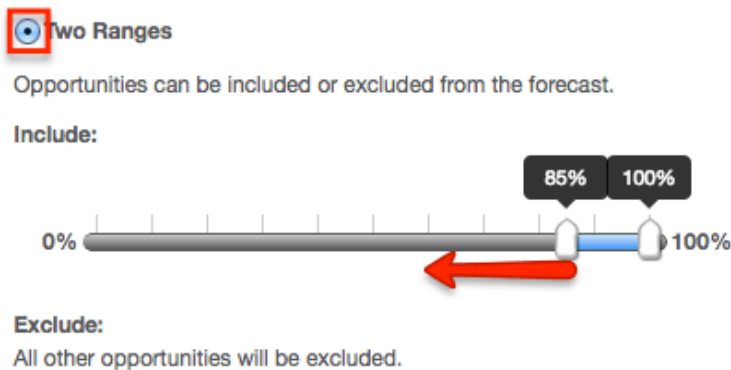 Two Ranges
Opportunities can be included or excluded from the forecast.
Include:
85% 100%
0% 100%
Exclude:
All other opportunities will be excluded.